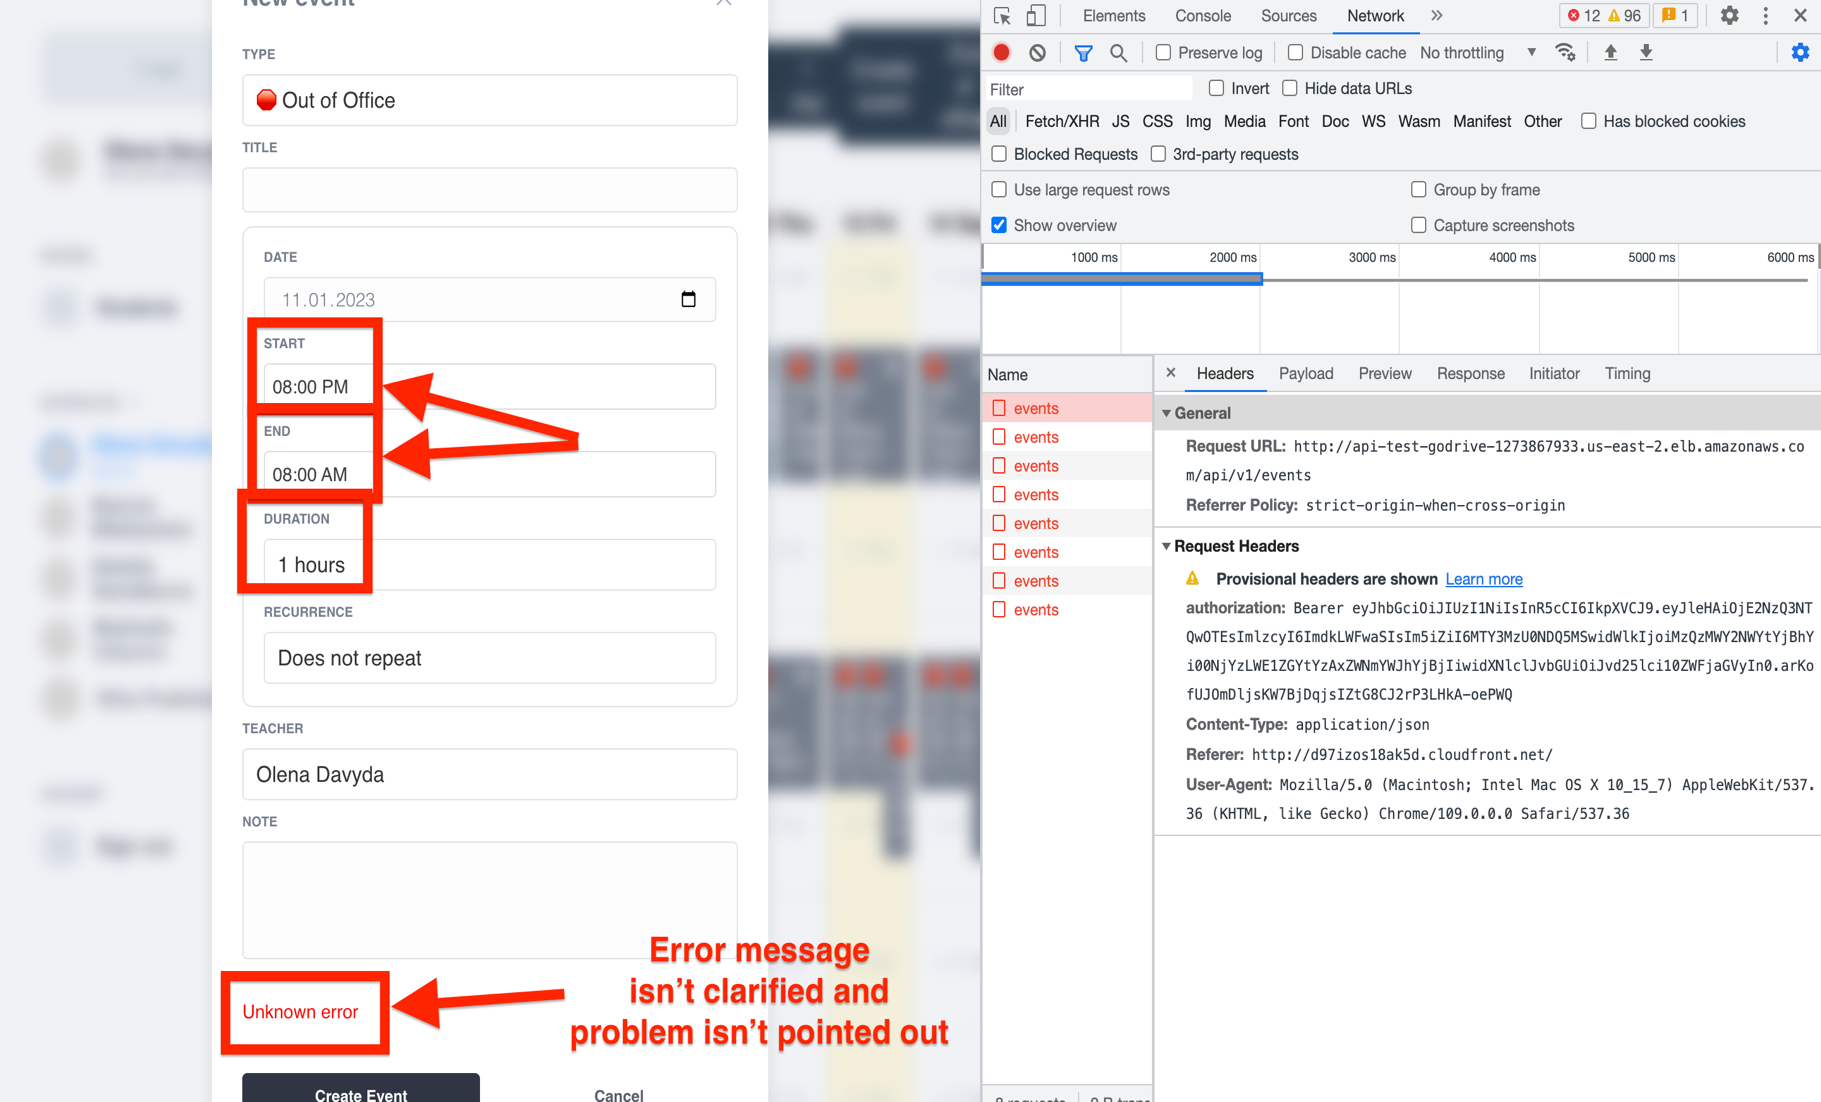 New event
TYPE
Out of Office
TITLE
DATE
11.01.2023
START
08:00 PM
END
08:00 AM
DURATION
1 hours
RECURRENCE
Does not repeat
TEACHER
Olena Davyda
NOTE
Error message
isn't clarified and
problem isn't pointed out
Unknown error
Create Event
Cancel
Elements
Console
Sources
Network
12
96
1
Preserve log
Disable cache
No throttling
Filter
Invert
Hide data URLs
All
Fetch/XHR
JS
CSS
Img
Media
Font
Doc
WS
Wasm
Manifest
Other
Has blocked cookies
Blocked Requests
3rd-party requests
Use large request rows
Group by frame
Show overview
Capture screenshots
1000 ms
2000 ms
3000 ms
4000 ms
5000 ms
6000 ms
Name
events
events
events
events
events
events
events
events
Headers
Payload
Preview
Response
Initiator
Timing
General
Request URL: http://api-test-godrive-1273867933.us-east-2.elb.amazonaws.co
m/api/v1/events
Referrer Policy: strict-origin-when-cross-origin
Request Headers
Provisional headers are shown Learn more
authorization: Bearer eyJhbGciOiJIUzI1NiIsInR5cCI6IkpXVCJ9.eyJleHAiOjE2NzQ3NT
QwOTEsImlzcyI6ImdkLWFwaSIsIm5iZiI6MTY3MzU0NDQ5MSwidWlkIjoiMzQzMWY2NWYtYjBhY
i00NjYzLWE1ZGYtYzAxZWNmYWJhYjBjIiwidXNlclJvbGUiOiJvd25lci10ZWFjaGVyIn0.arKo
fUJOmDljsKW7BjDqjsIZtG8CJ2rP3LHkA-oePWQ
Content-Type: application/json
Referer: http://d97izos18ak5d.cloudfront.net/
User-Agent: Mozilla/5.0 (Macintosh; Intel Mac OS X 10_15_7) AppleWebKit/537.
36 (KHTML, like Gecko) Chrome/109.0.0.0 Safari/537.36